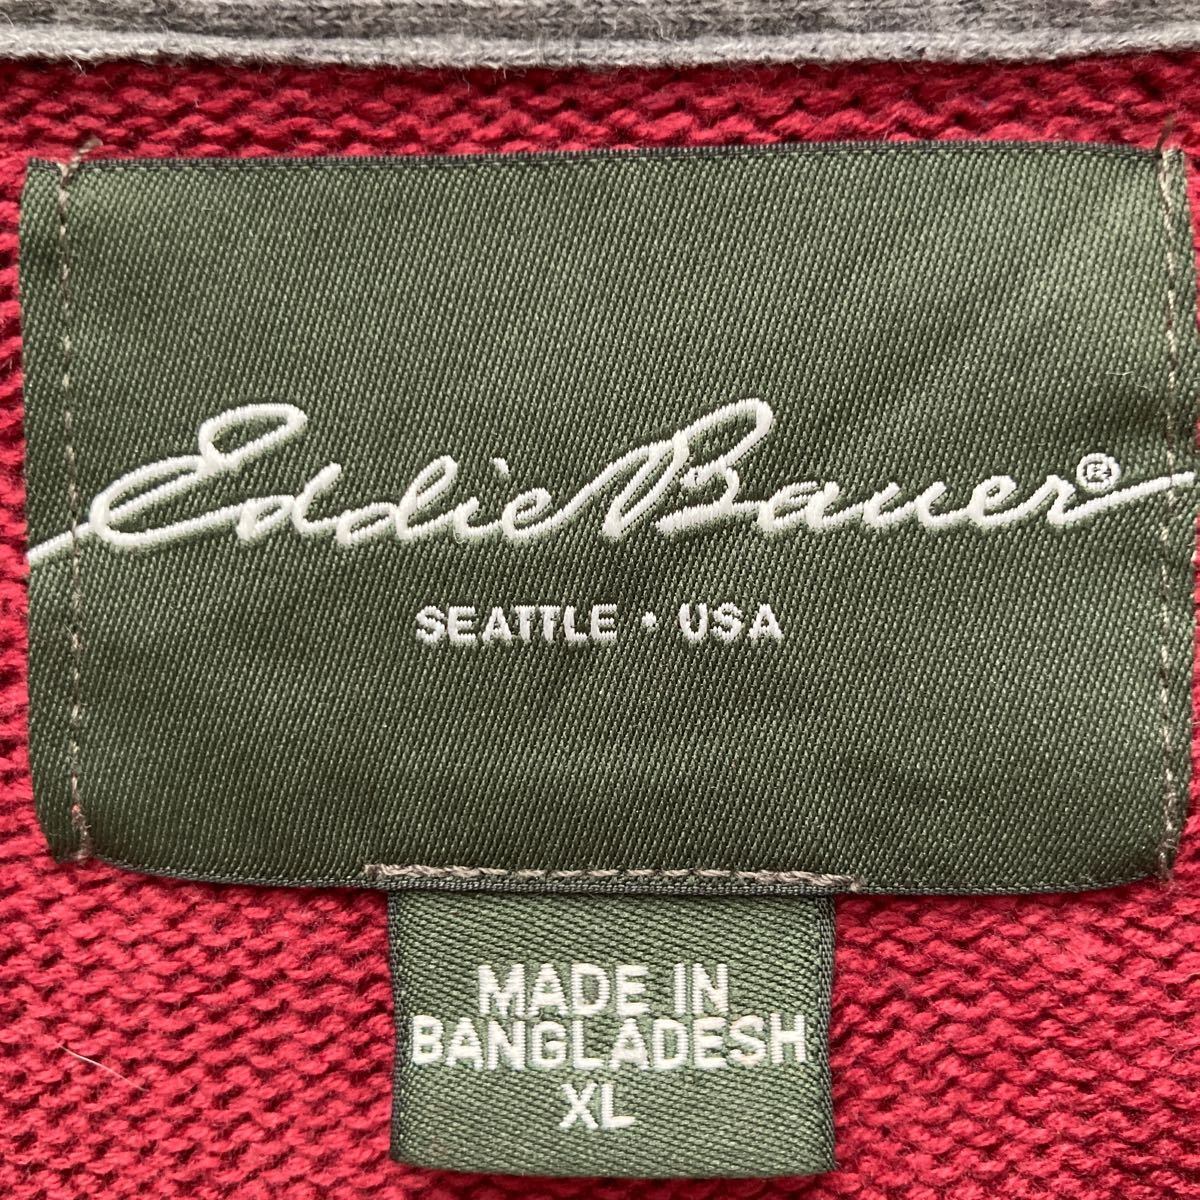 Eddie Bauer®
SEATTLE • USA
MADE IN
BANGLADESH
XL